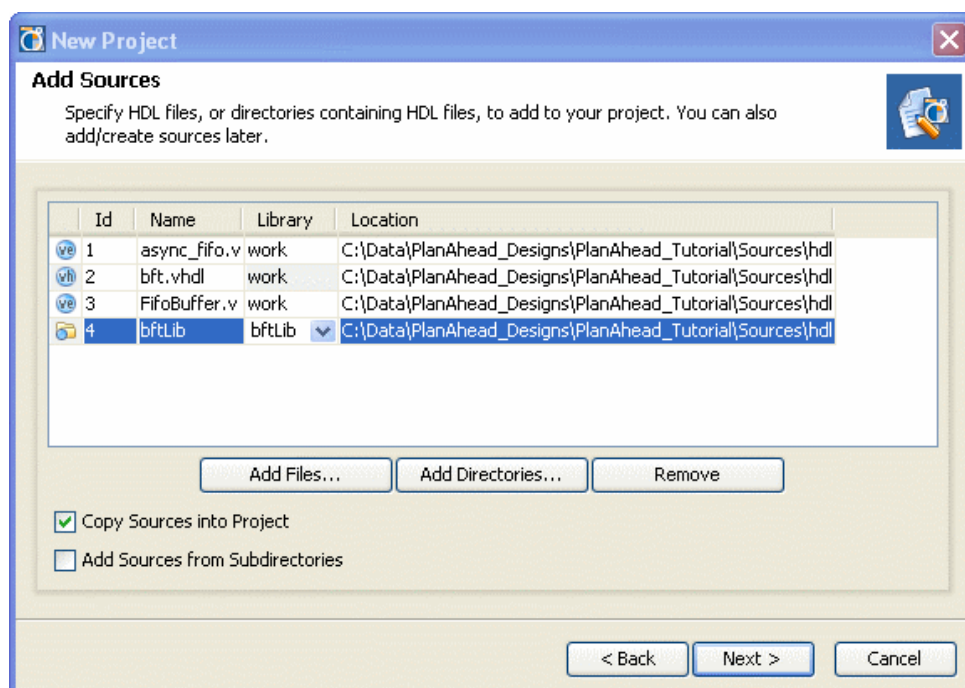 New Project
Add Sources
Specify HDL files, or directories containing HDL files, to add to your project. You can also
add/create sources later.
Id Name Library Location
ve 1 async_fifo.v work C:\Data\PlanAhead_Designs\PlanAhead_Tutorial\Sources\hdl
vh 2 bft.vhdl work C:\Data\PlanAhead_Designs\PlanAhead_Tutorial\Sources\hdl
ve 3 FifoBuffer.v work C:\Data\PlanAhead_Designs\PlanAhead_Tutorial\Sources\hdl
4 bftLib bftLib C:\Data\PlanAhead_Designs\PlanAhead_Tutorial\Sources\hdl
Add Files... Add Directories... Remove
Copy Sources into Project
Add Sources from Subdirectories
< Back Next > Cancel